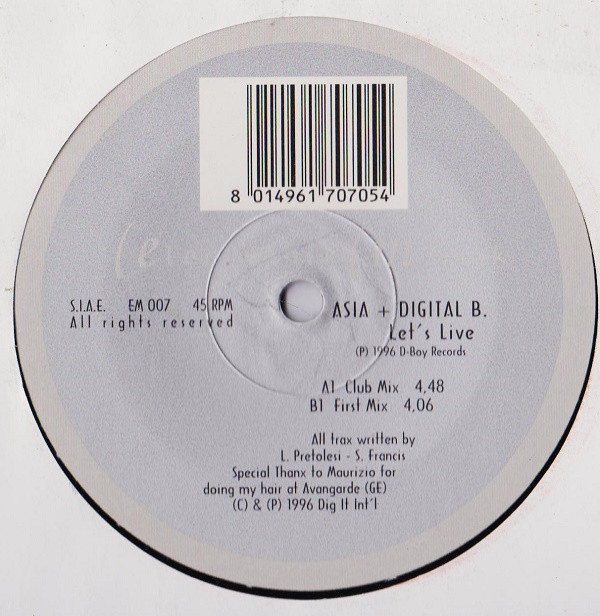 8 014961 707054
S.I.A.E. EM 007 45 RPM
All rights reserved
ASIA + DIGITAL B.
Let's Live
(P) 1996 D-Boy Records
A1 Club Mix 4,48
B1 First Mix 4,06
All trax written by
L. Pretolesi - S. Francis
Special Thanx to Maurizio for
doing my hair at Avangarde (GE)
(C) & (P) 1996 Dig It Int'l